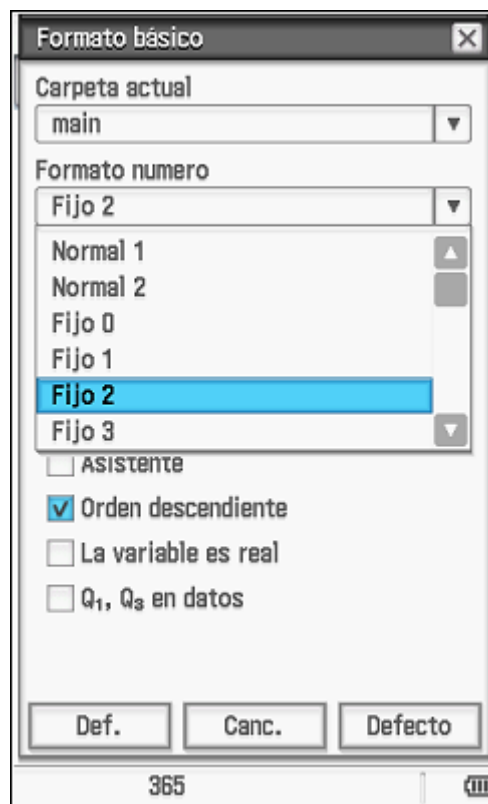 Formato básico
Carpeta actual
main
Formato numero
Fijo 2
Normal 1
Normal 2
Fijo 0
Fijo 1
Fijo 2
Fijo 3
Asistente
Orden descendiente
La variable es real
Q₁, Q₃ en datos
Def. Canc. Defecto
365